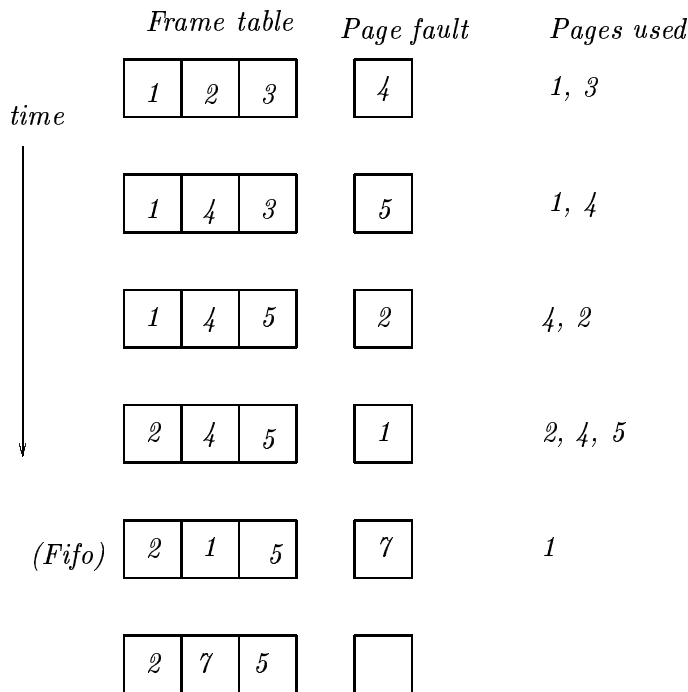 Frame table Page fault Pages used
1 2 3 4 1, 3
time
1 4 3 5 1, 4
1 4 5 2 4, 2
2 4 5 1 2, 4, 5
(Fifo) 2 1 5 7 1
2 7 5